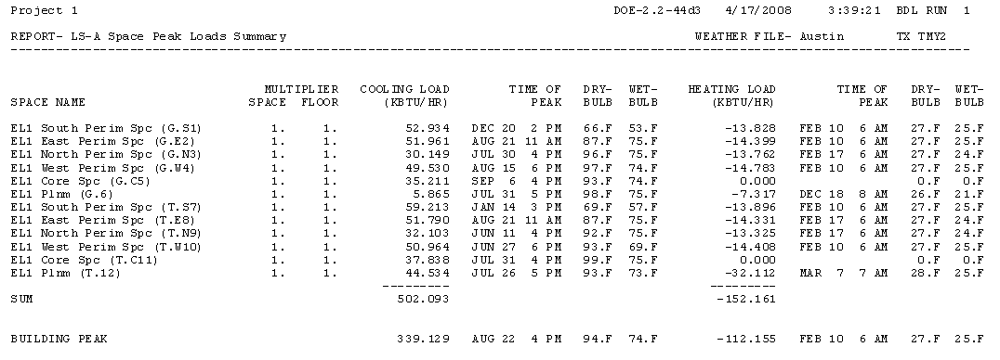 Project 1 DOE-2.2-44d3 4/17/2008 3:39:21 BDL RUN 1
REPORT- LS-A Space Peak Loads Summary WEATHER FILE- Austin TX TMY2
MULTIPLIER COOLING LOAD TIME OF DRY- WET- HEATING LOAD TIME OF DRY- WET-
SPACE NAME SPACE FLOOR (KBTU/HR) PEAK BULB BULB (KBTU/HR) PEAK BULB BULB
EL1 South Perim Spc (G.S1) 1. 1. 52.934 DEC 20 2 PM 66.F 53.F -13.828 FEB 10 6 AM 27.F 25.F
EL1 East Perim Spc (G.E2) 1. 1. 51.961 AUG 21 11 AM 87.F 75.F -14.399 FEB 10 6 AM 27.F 25.F
EL1 North Perim Spc (G.N3) 1. 1. 30.149 JUL 30 4 PM 96.F 75.F -13.762 FEB 17 6 AM 27.F 24.F
EL1 West Perim Spc (G.W4) 1. 1. 49.530 AUG 15 6 PM 97.F 74.F -14.783 FEB 10 6 AM 27.F 25.F
EL1 Core Spc (G.C5) 1. 1. 35.211 SEP 6 4 PM 93.F 74.F 0.000 0.F 0.F
EL1 Plnm (G.6) 1. 1. 5.865 JUL 31 5 PM 98.F 75.F -7.317 DEC 18 8 AM 26.F 21.F
EL1 South Perim Spc (T.S7) 1. 1. 59.213 JAN 14 3 PM 69.F 57.F -13.896 FEB 10 6 AM 27.F 25.F
EL1 East Perim Spc (T.E8) 1. 1. 51.790 AUG 21 11 AM 87.F 75.F -14.331 FEB 17 6 AM 27.F 24.F
EL1 North Perim Spc (T.N9) 1. 1. 32.103 JUN 11 4 PM 92.F 75.F -13.325 FEB 17 6 AM 27.F 24.F
EL1 West Perim Spc (T.W10) 1. 1. 50.964 JUN 27 6 PM 93.F 69.F -14.408 FEB 10 6 AM 27.F 25.F
EL1 Core Spc (T.C11) 1. 1. 37.838 JUL 31 4 PM 99.F 75.F 0.000 0.F 0.F
EL1 Plnm (T.12) 1. 1. 44.534 JUL 26 5 PM 93.F 73.F -32.112 MAR 7 7 AM 28.F 25.F
SUM 502.093 -152.161
BUILDING PEAK 339.129 AUG 22 4 PM 94.F 74.F -112.155 FEB 10 6 AM 27.F 25.F